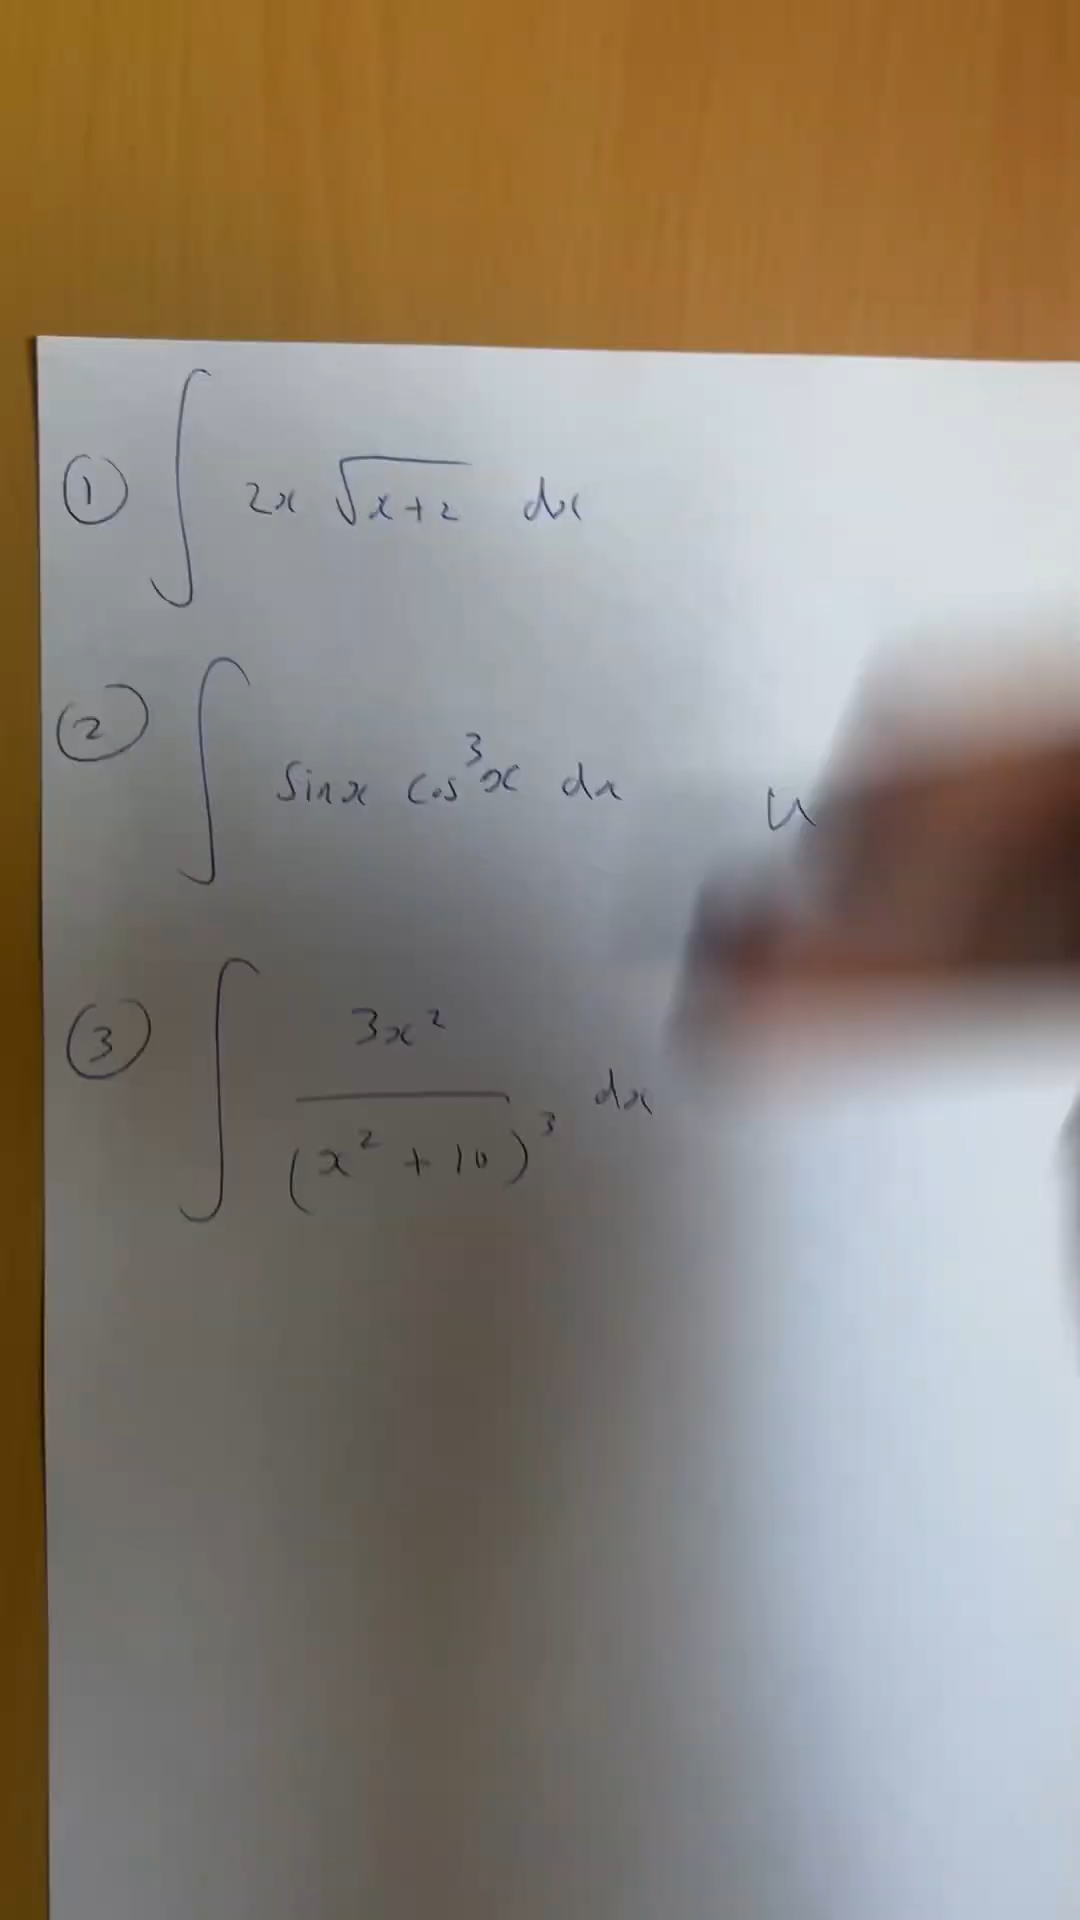 ① ∫ 2x √(x+2) dx
② ∫ sinx cos³x dx u
③ ∫ 3x² / (x² + 10)³ dx